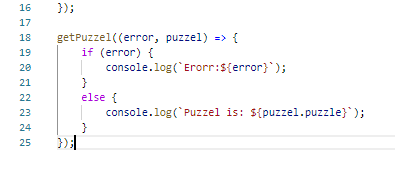 16 });
17
18 getPuzzel((error, puzzel) => {
19     if (error) {
20         console.log(`Erorr:${error}`);
21     }
22     else {
23         console.log(`Puzzel is: ${puzzel.puzzle}`);
24     }
25 });